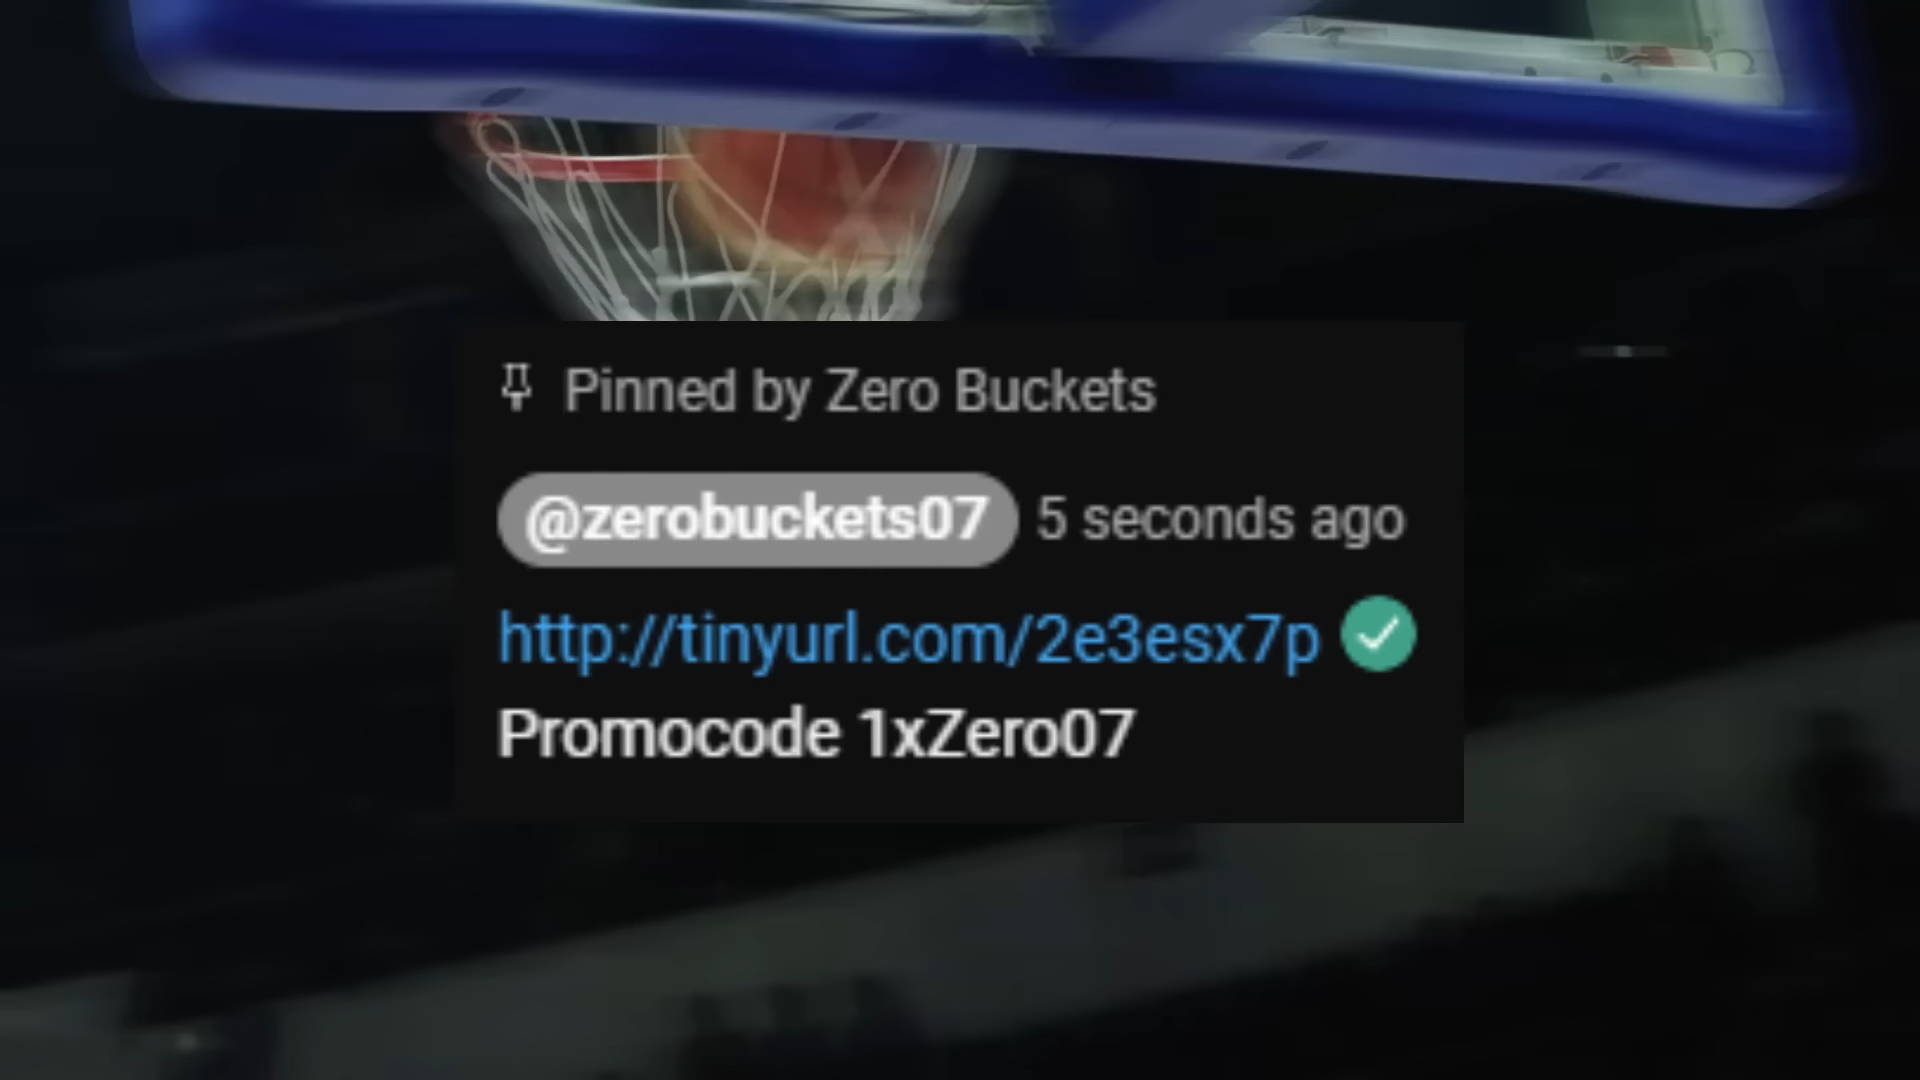 Pinned by Zero Buckets
@zerobuckets07 5 seconds ago
http://tinyurl.com/2e3esx7p
Promocode 1xZero07